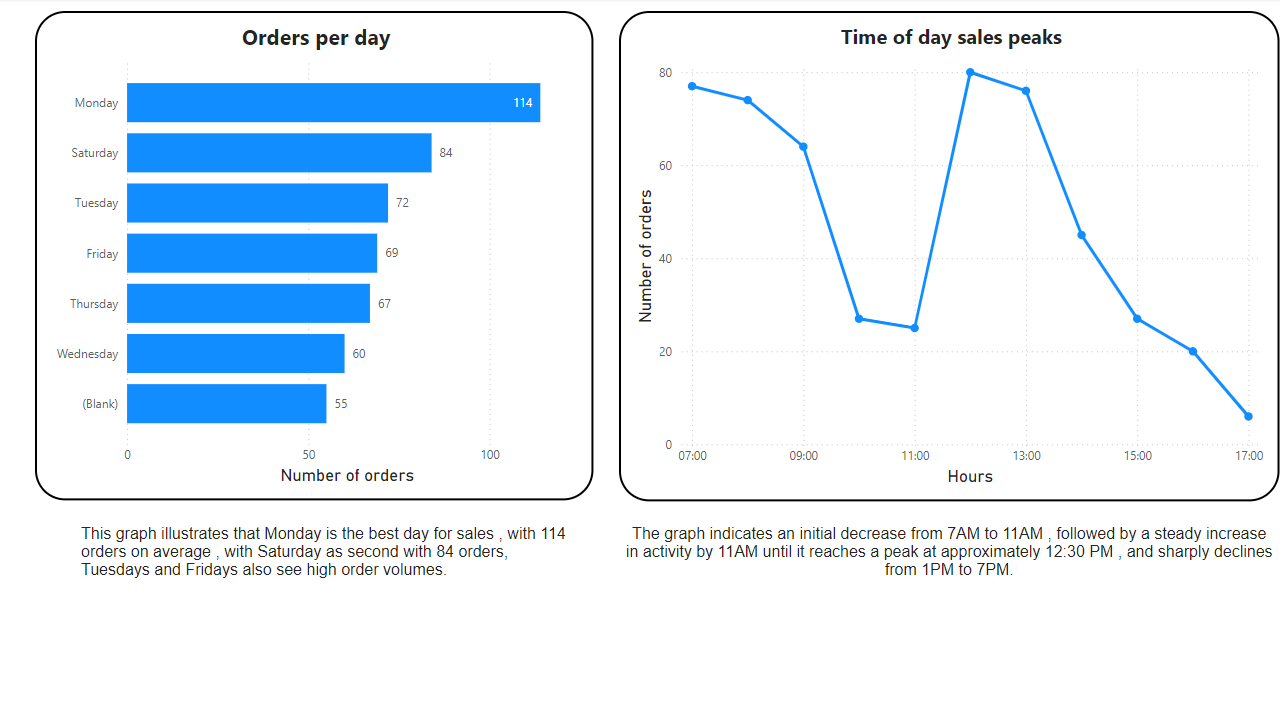 Orders per day
Monday 114
Saturday 84
Tuesday 72
Friday 69
Thursday 67
Wednesday 60
(Blank) 55
0 50 100
Number of orders
This graph illustrates that Monday is the best day for sales , with 114
orders on average , with Saturday as second with 84 orders,
Tuesdays and Fridays also see high order volumes.
Time of day sales peaks
80
60
40
20
0
Number of orders
07:00 09:00 11:00 13:00 15:00 17:00
Hours
The graph indicates an initial decrease from 7AM to 11AM , followed by a steady increase
in activity by 11AM until it reaches a peak at approximately 12:30 PM , and sharply declines
from 1PM to 7PM.